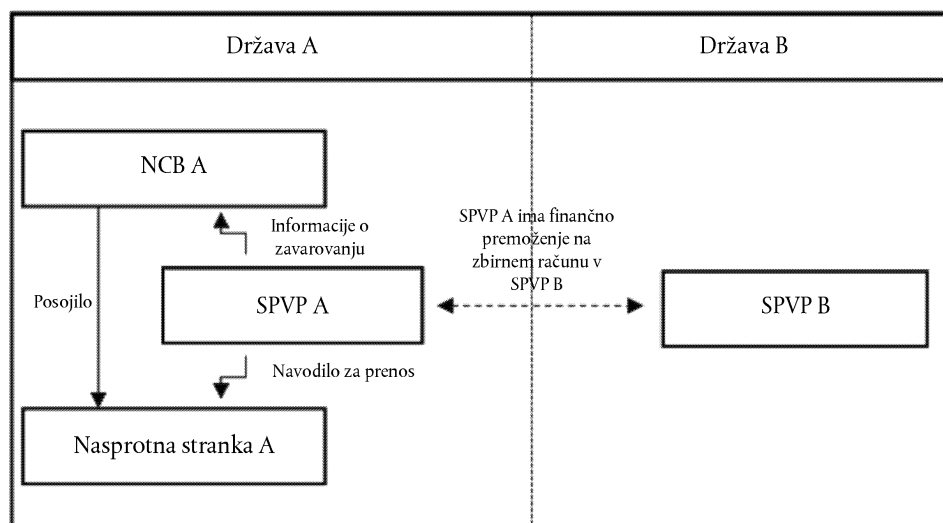 Država A
Država B
NCB A
Informacije o
zavarovanju
SPVP A ima finančno
premoženje na
zbirnem računu v
SPVP B
Posojilo
SPVP A
SPVP B
Navodilo za prenos
Nasprotna stranka A